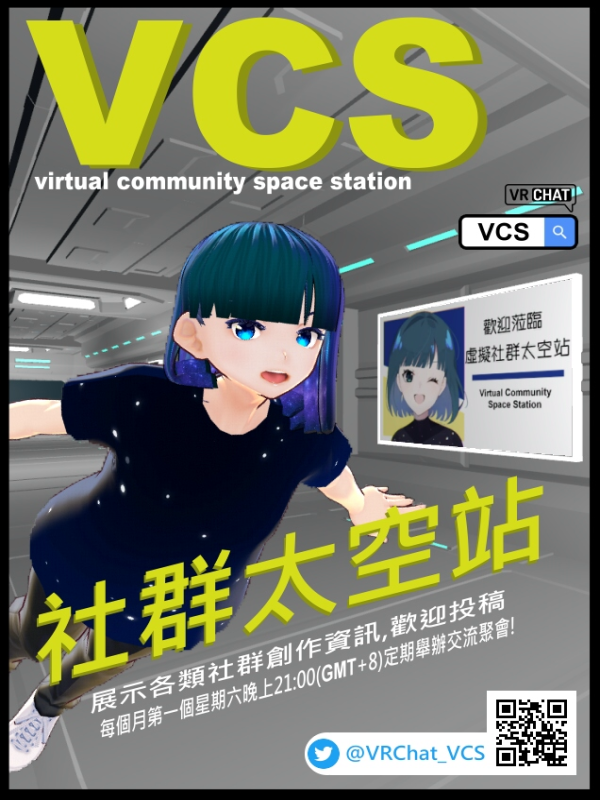 VCS
virtual community space station
VRCHAT
VCS
歡迎蒞臨
虛擬社群太空站
Virtual Community
Space Station
社群太空站
展示各類社群創作資訊,歡迎投稿
每個月第一個星期六晚上21:00(GMT+8)定期舉辦交流聚會!
@VRChat_VCS